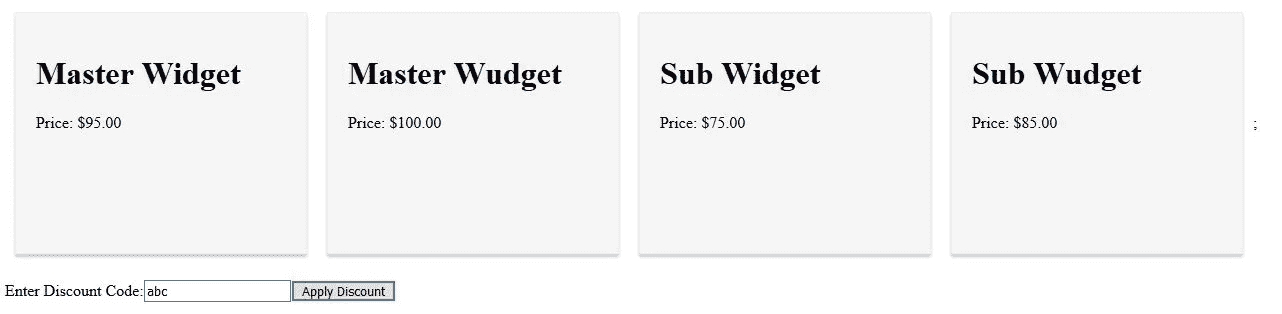 Master Widget
Price: $95.00
Master Wudget
Price: $100.00
Sub Widget
Price: $75.00
Sub Wudget
Price: $85.00
;
Enter Discount Code: abc Apply Discount